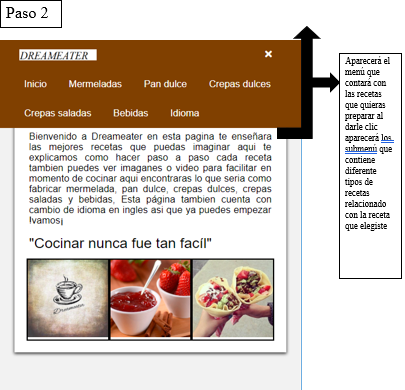 Paso 2
DREAMEATER ×
Inicio Mermeladas Pan dulce Crepas dulces
Crepas saladas Bebidas Idioma
Bienvenido a Dreameater en esta pagina te enseñara
las mejores recetas que puedas imaginar aqui te
explicamos como hacer paso a paso cada receta
tambien puedes ver imaganes o video para facilitar en
momento de cocinar aqui encontraras lo que seria como
fabricar mermelada, pan dulce, crepas dulces, crepas
saladas y bebidas, Esta página tambien cuenta con
cambio de idioma en ingles asi que ya puedes empezar
!vamos¡
"Cocinar nunca fue tan facíl"
Dreameater
Aparecerá el
menú que
contará con
las recetas
que quieras
preparar al
darle clic
aparecerá los
submenú que
contiene
diferente
tipos de
recetas
relacionado
con la receta
que elegiste